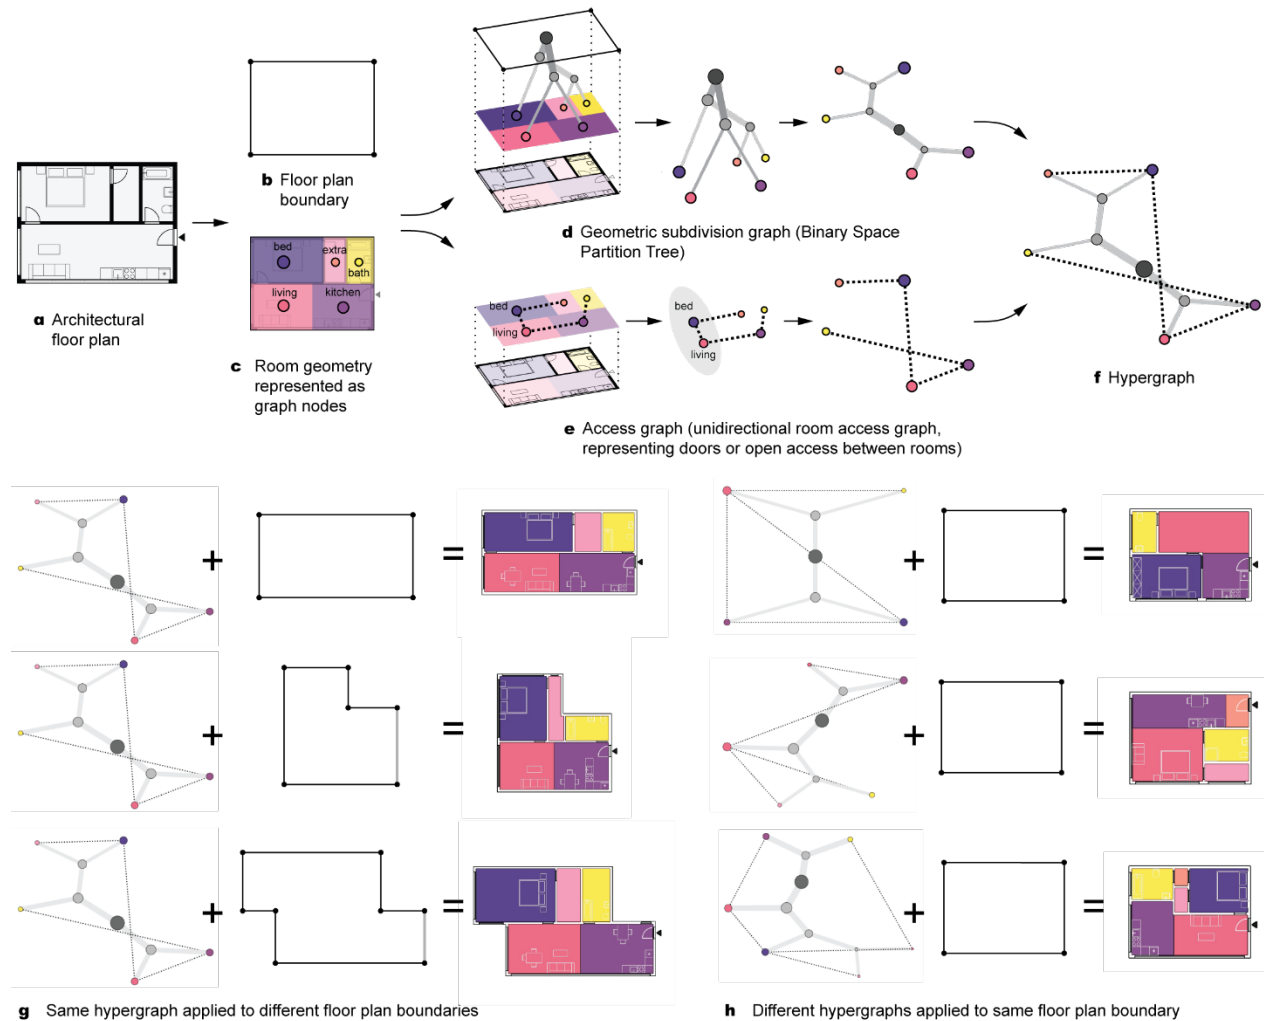 a Architectural
floor plan
b Floor plan
boundary
bed
extra
bath
living
kitchen
c Room geometry
represented as
graph nodes
d Geometric subdivision graph (Binary Space
Partition Tree)
bed
living
bed
living
e Access graph (unidirectional room access graph,
representing doors or open access between rooms)
f Hypergraph
+
=
+
=
+
=
+
=
+
=
+
=
g Same hypergraph applied to different floor plan boundaries
h Different hypergraphs applied to same floor plan boundary